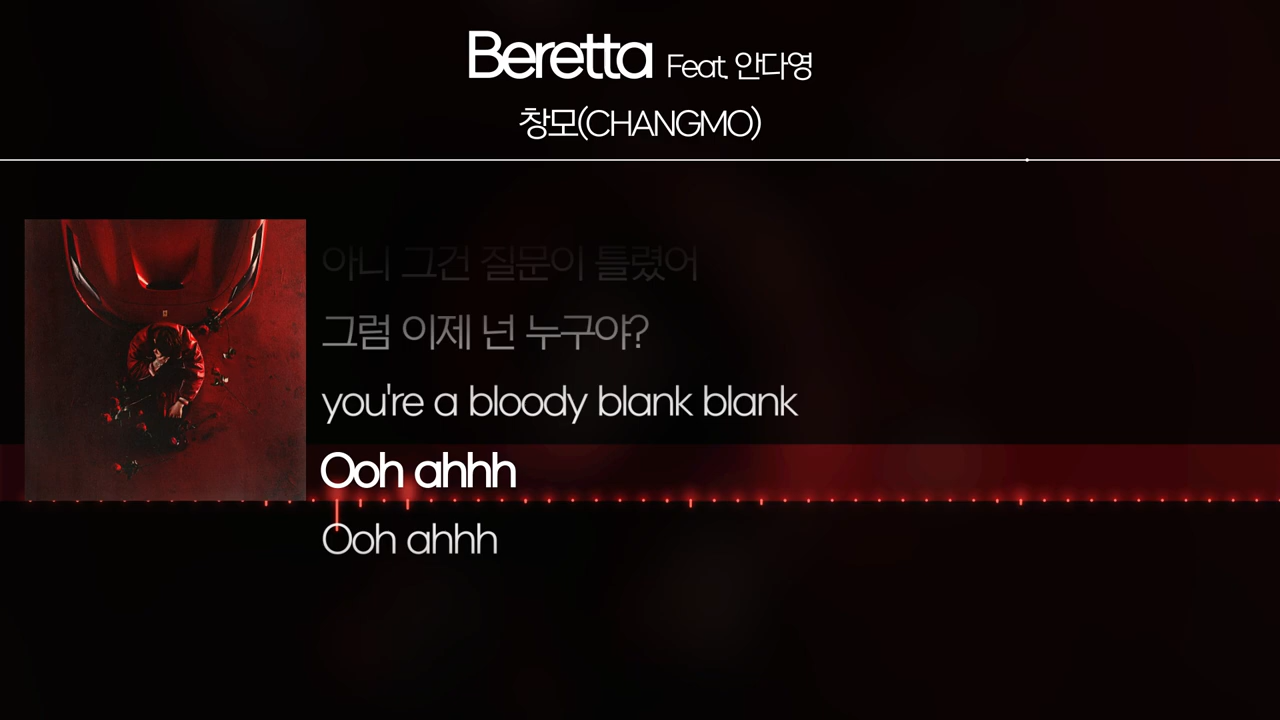 Beretta Feat. 안다영
창모(CHANGMO)
아니 그건 질문이 틀렸어
그럼 이제 넌 누구야?
you're a bloody blank blank
Ooh ahhh
Ooh ahhh